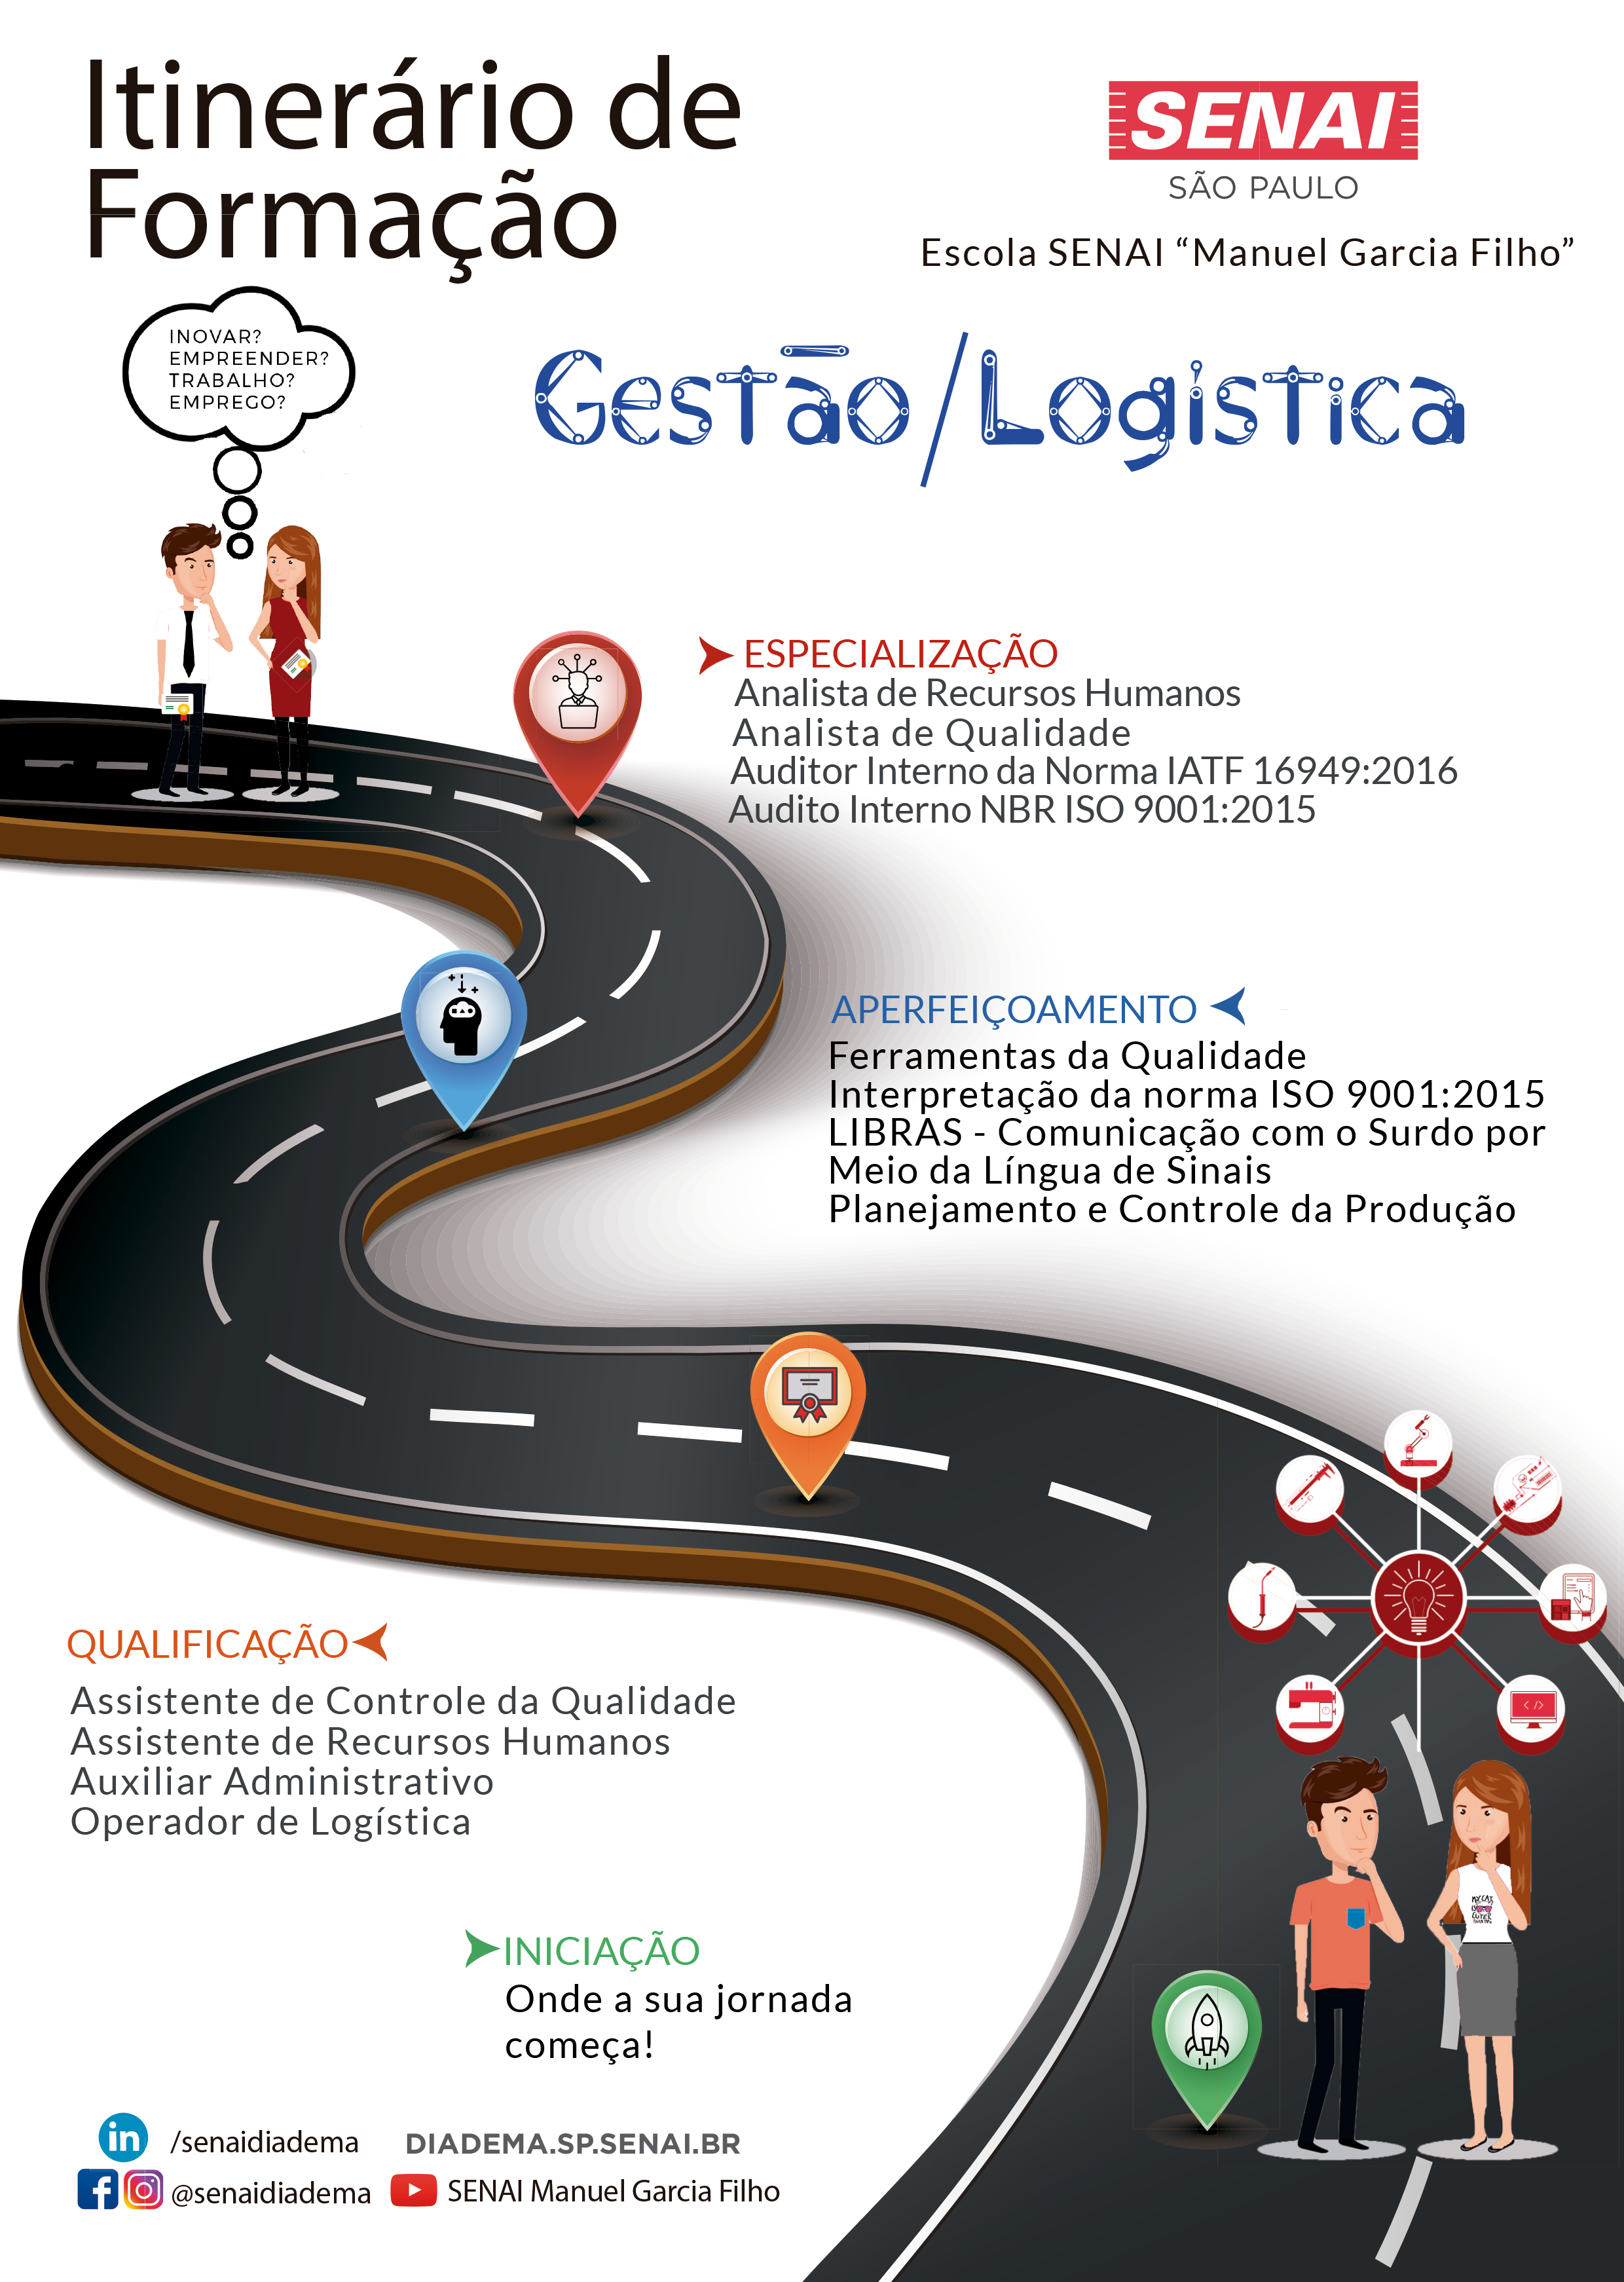 Itinerário de
Formação
SENAI
SÃO PAULO
Escola SENAI “Manuel Garcia Filho”
INOVAR?
EMPREENDER?
TRABALHO?
EMPREGO?
Gestão/Logística
ESPECIALIZAÇÃO
Analista de Recursos Humanos
Analista de Qualidade
Auditor Interno da Norma IATF 16949:2016
Audito Interno NBR ISO 9001:2015
APERFEIÇOAMENTO
Ferramentas da Qualidade
Interpretação da norma ISO 9001:2015
LIBRAS - Comunicação com o Surdo por
Meio da Língua de Sinais
Planejamento e Controle da Produção
QUALIFICAÇÃO
Assistente de Controle da Qualidade
Assistente de Recursos Humanos
Auxiliar Administrativo
Operador de Logística
INICIAÇÃO
Onde a sua jornada
começa!
in /senaidiadema
DIADEMA.SP.SENAI.BR
@senaidiadema
SENAI Manuel Garcia Filho